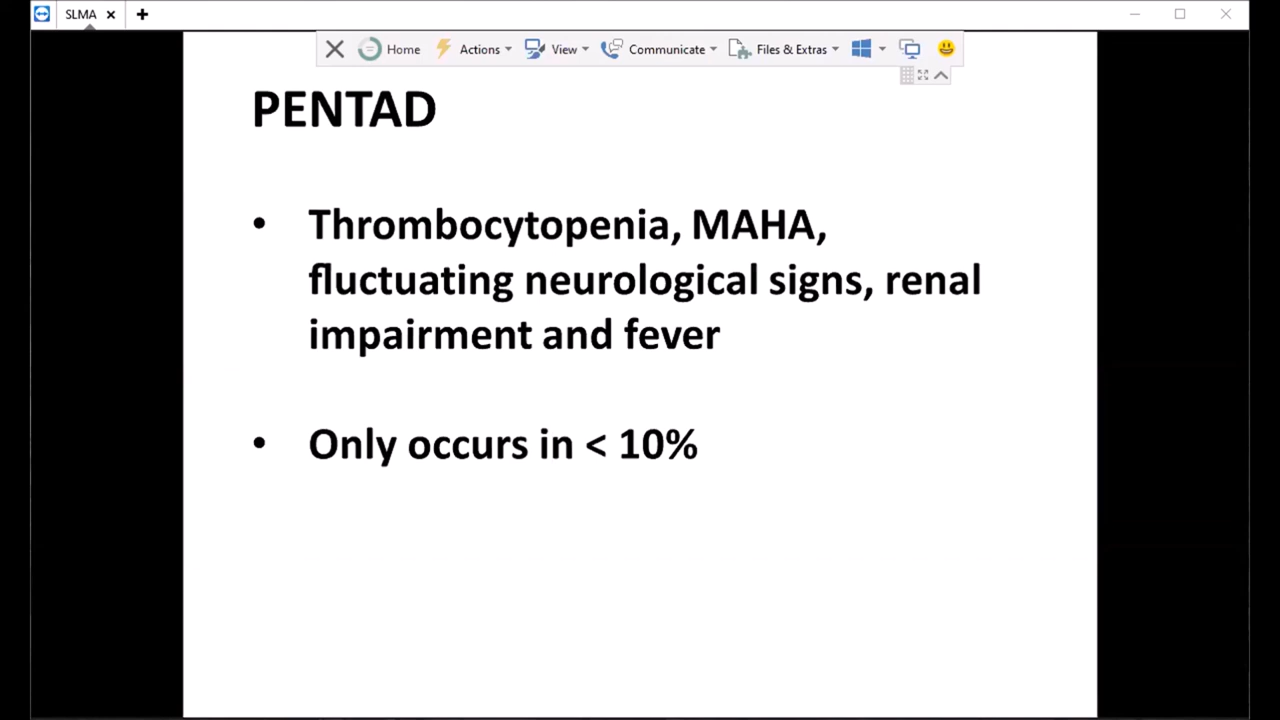 SLMA
Home Actions View Communicate Files & Extras
PENTAD
• Thrombocytopenia, MAHA,
fluctuating neurological signs, renal
impairment and fever
• Only occurs in < 10%